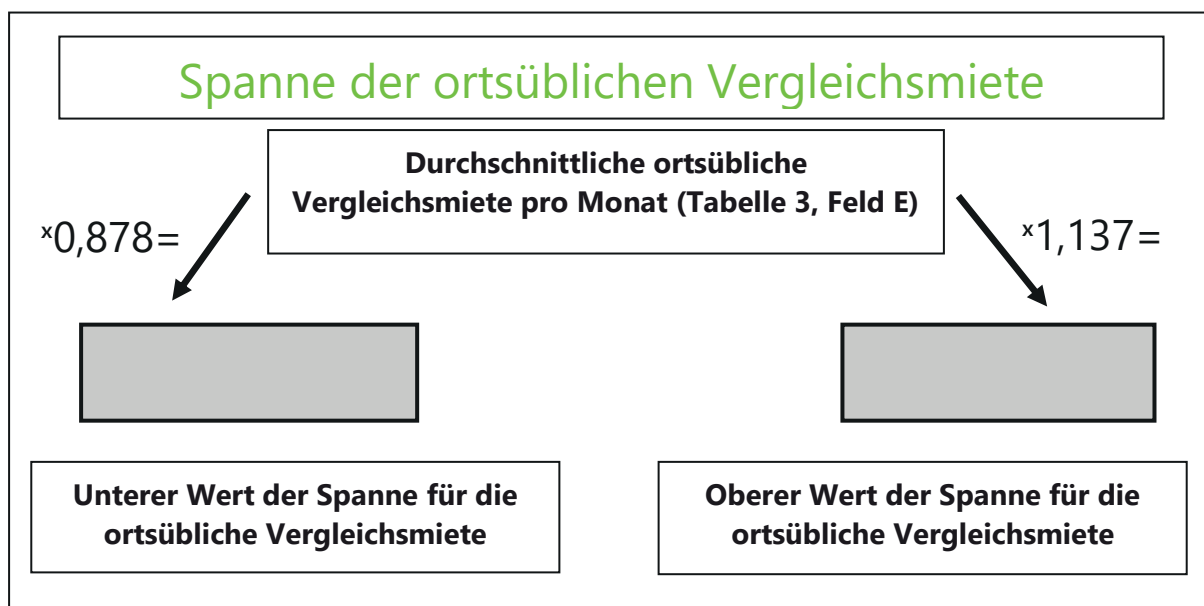 Spanne der ortsüblichen Vergleichsmiete
Durchschnittliche ortsübliche
Vergleichsmiete pro Monat (Tabelle 3, Feld E)
x0,878=
x1,137=
Unterer Wert der Spanne für die
ortsübliche Vergleichsmiete
Oberer Wert der Spanne für die
ortsübliche Vergleichsmiete